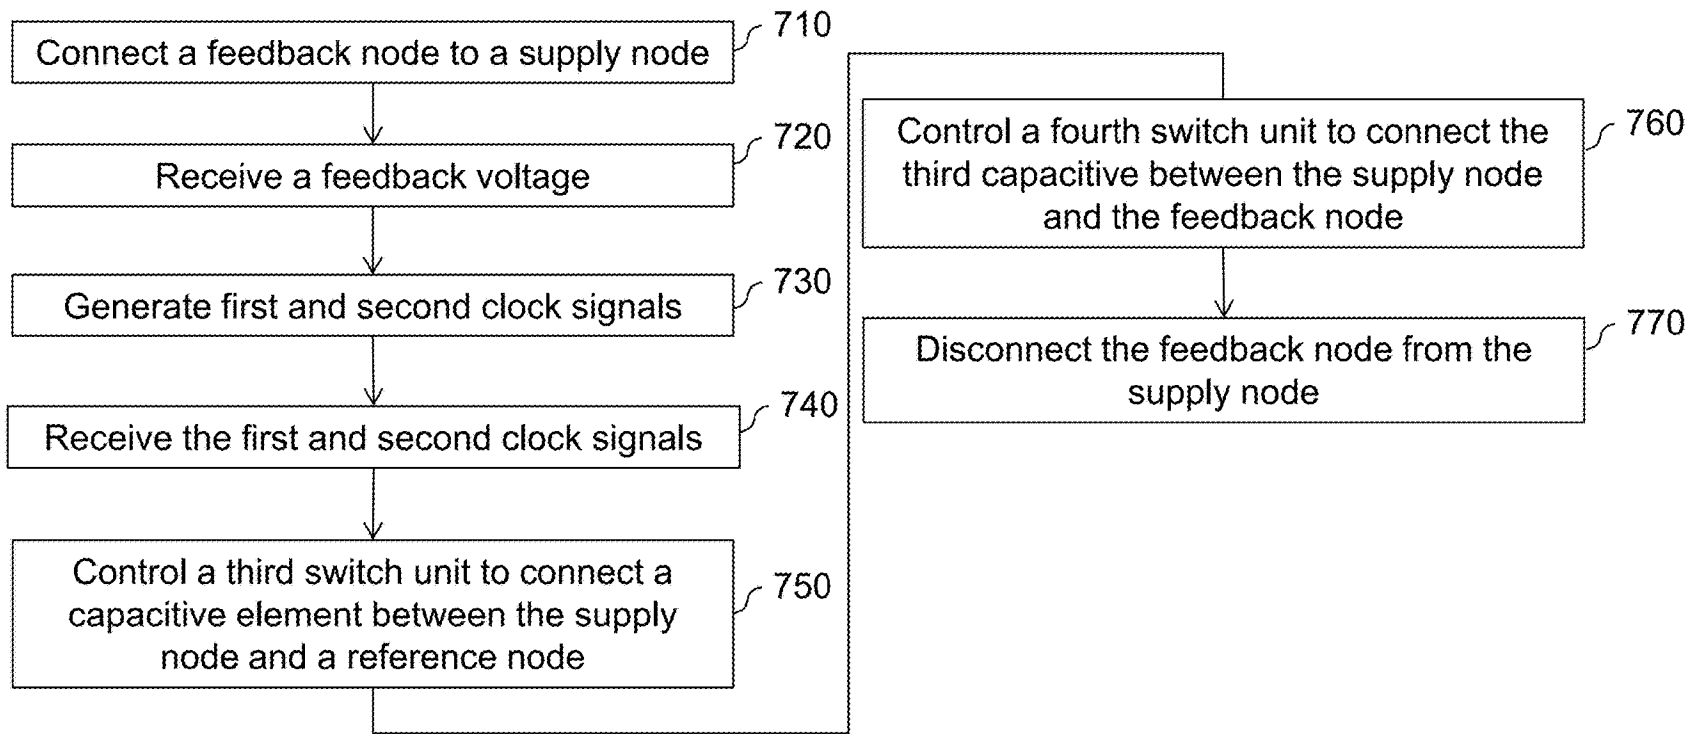 710
Connect a feedback node to a supply node
720
Receive a feedback voltage
730
Generate first and second clock signals
740
Receive the first and second clock signals
750
Control a third switch unit to connect a
capacitive element between the supply
node and a reference node
760
Control a fourth switch unit to connect the
third capacitive between the supply node
and the feedback node
770
Disconnect the feedback node from the
supply node